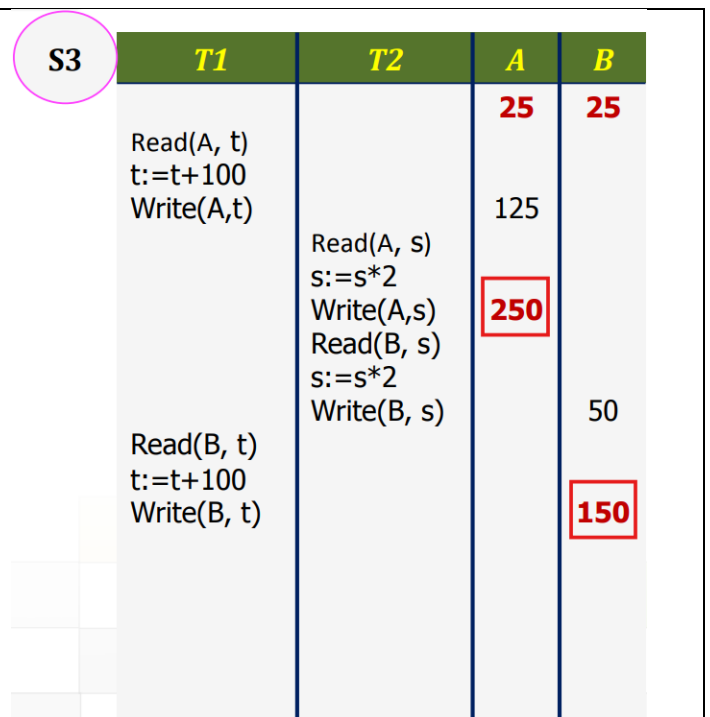 S3 T1 T2 A B
25 25
Read(A, t)
t:=t+100
Write(A,t) 125
Read(A, s)
s:=s*2
Write(A,s) 250
Read(B, s)
s:=s*2
Write(B, s) 50
Read(B, t)
t:=t+100
Write(B, t) 150